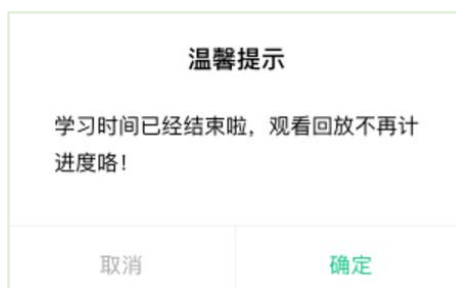 温馨提示
学习时间已经结束啦，观看回放不再计
进度咯！
取消
确定